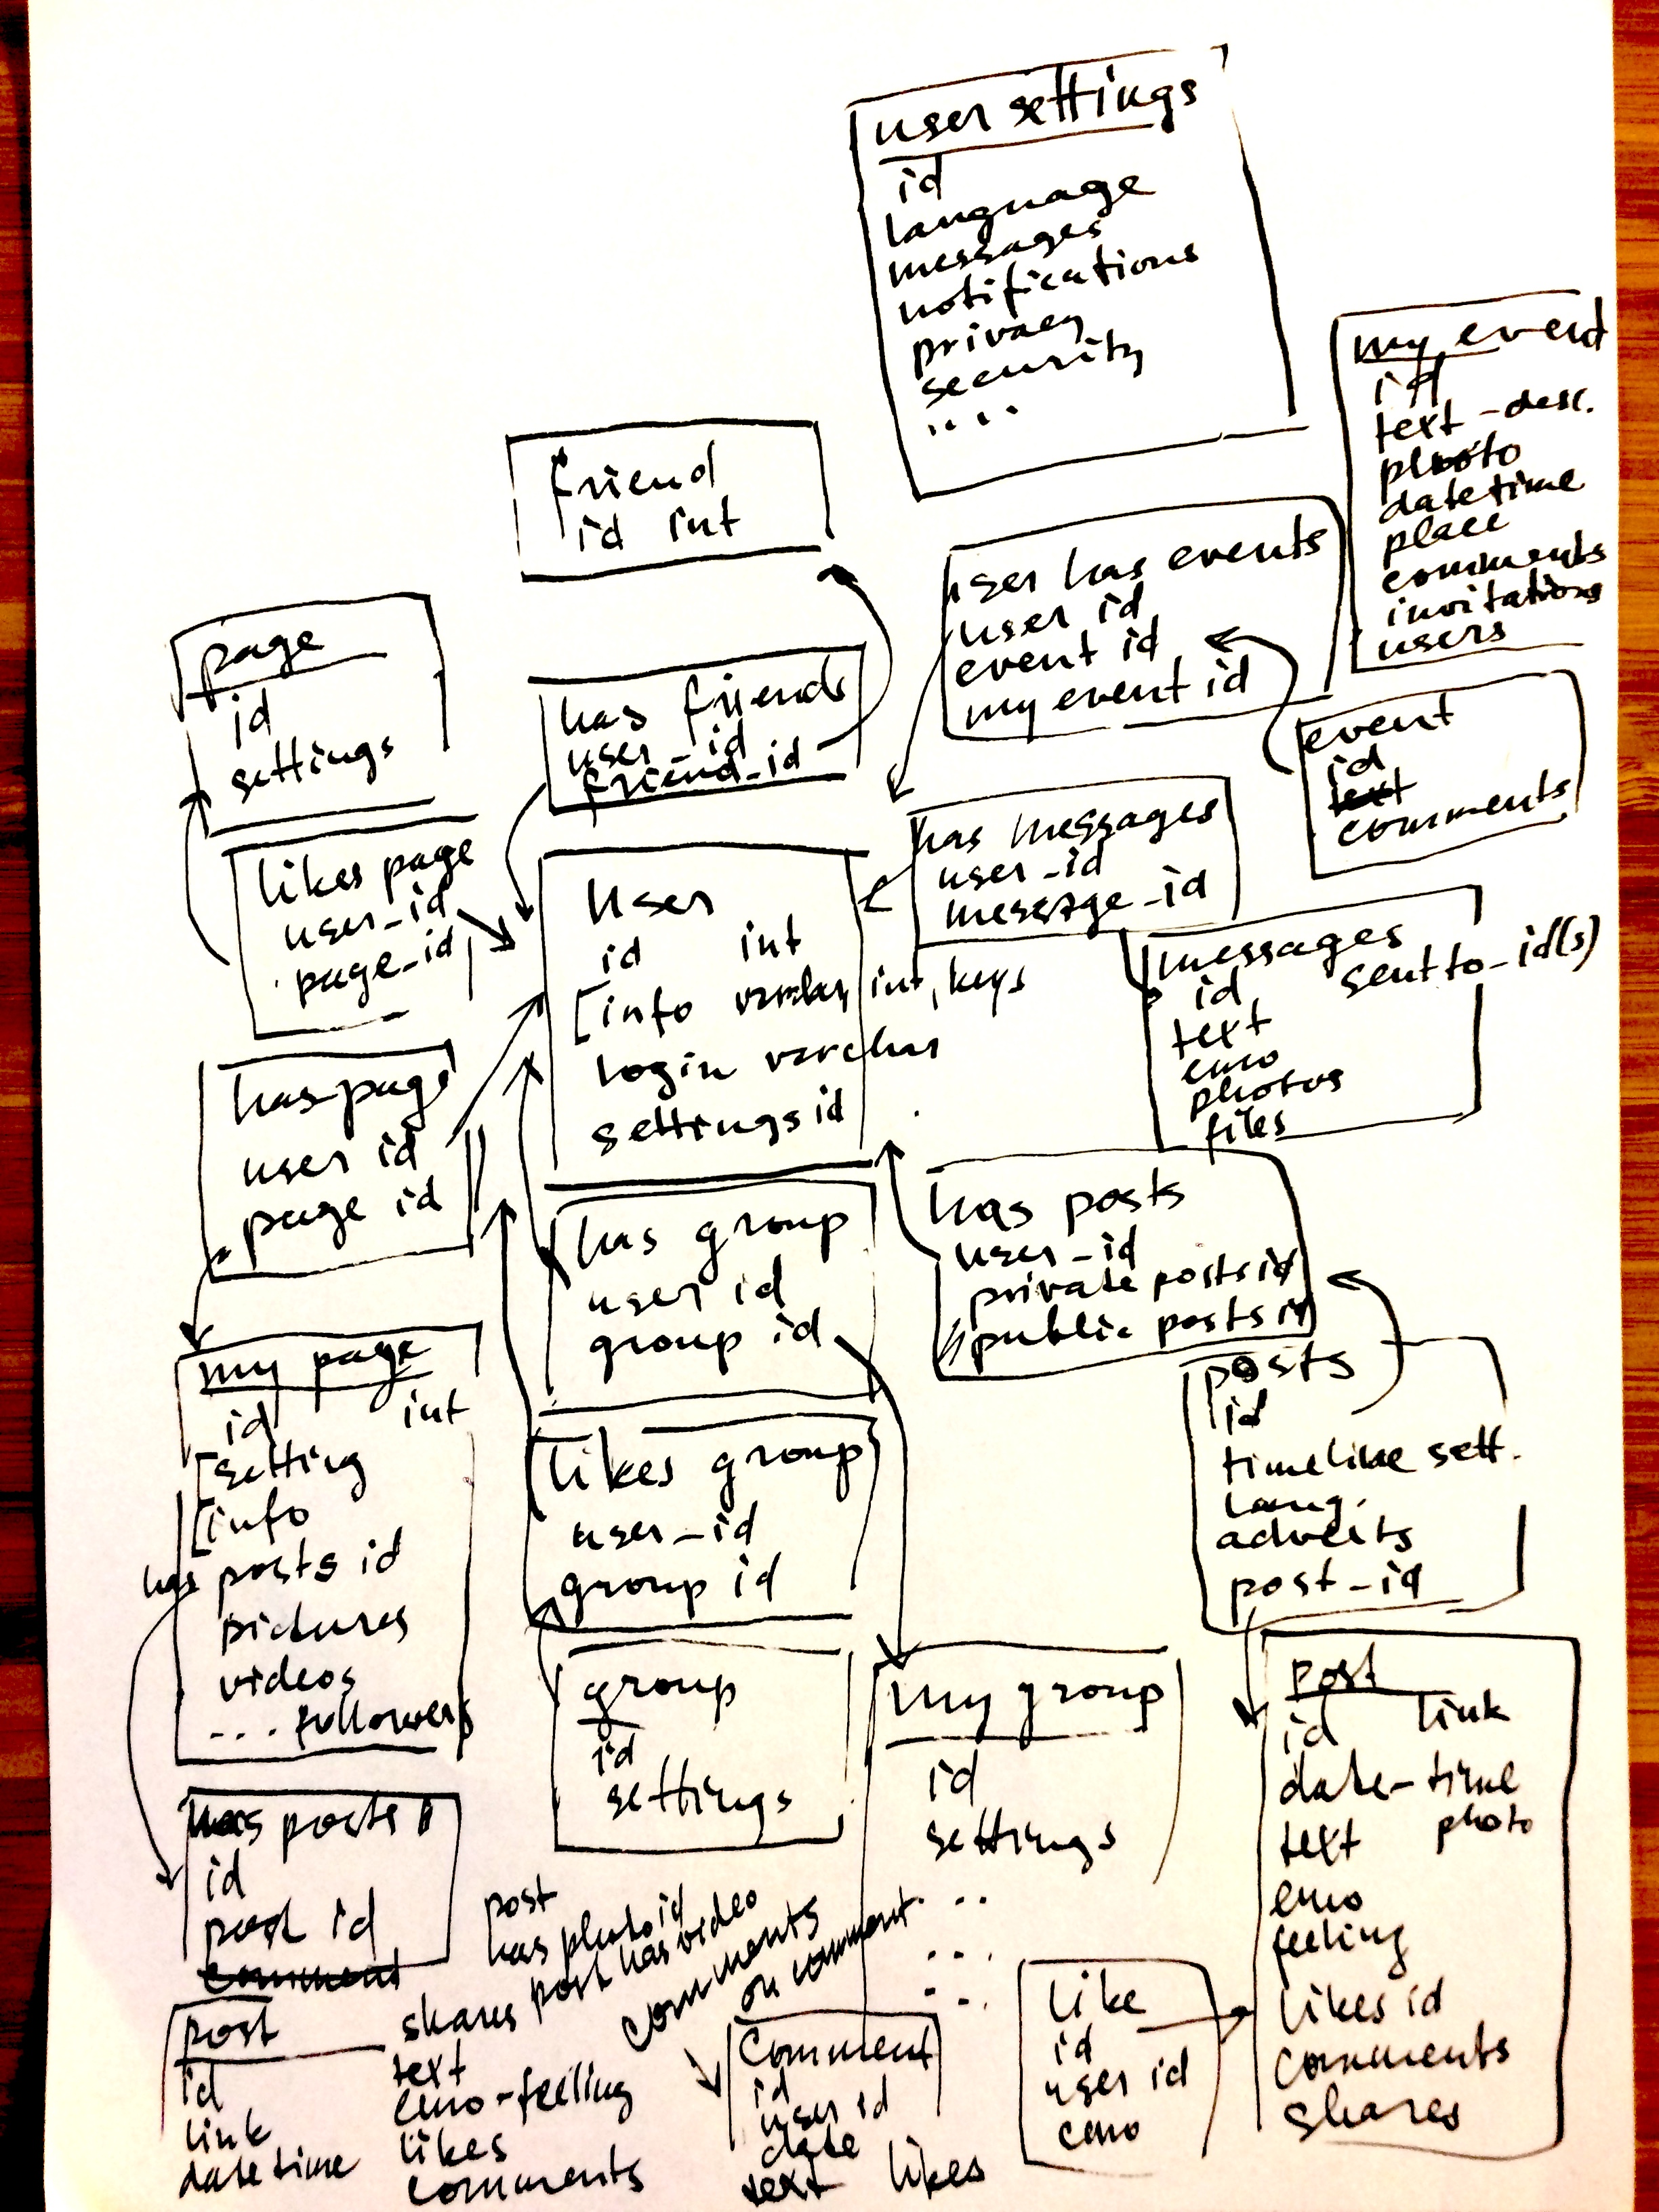 user settings
id
language
messages
notifications
privacy
security
....
my event
id
text - desc.
photo
datetime
place
comments
invitations
users
friend
id int
user has events
user id
event id
my event id
page
id
settings
has friends
user_id
friend_id
event
id
text
comments
has messages
user_id
message_id
likes page
user_id
page_id
user
id int
[info varchar, int, keys
login varchar
settings id
messages
id sent to_id(s)
text
emo
photos
files
has page
user id
page id
has group
user id
group id
has posts
user_id
private posts id
public posts id
my page
id int
[setting
[info
has posts id
pictures
videos
... followers
likes group
user_id
group id
posts
id
timeline sett.
lang.
adverts
post_id
group
id
settings
my group
id
settings
...
...
...
post
id link
date-time
text photo
emo
feeling
likes id
comments
shares
has posts
id
post id
comment
post
has photo id
post has video
comments
on comment
like
id
user id
emo
post
id
link
datetime
shares
text
emo-feeling
likes
comments
comment
id
user id
date
text likes